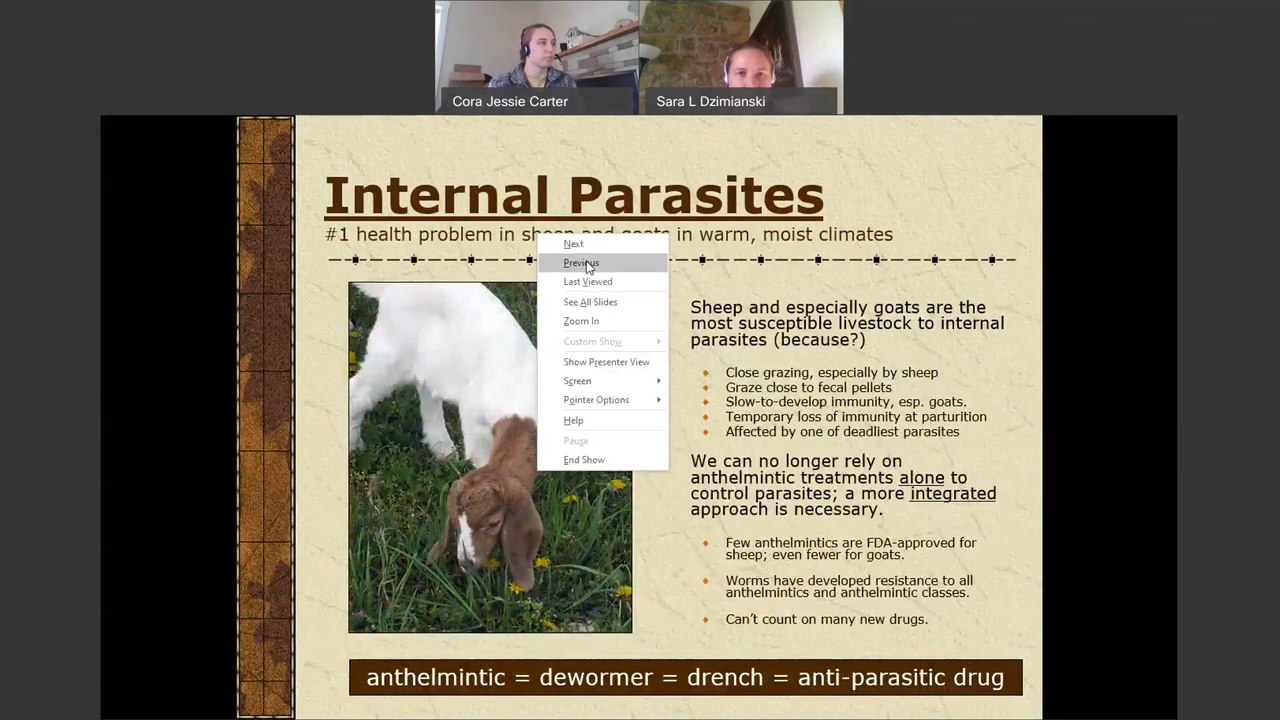 Cora Jessie Carter
Sara L Dzimianski
Internal Parasites
#1 health problem in sheep and goats in warm, moist climates
Next
Previous
Last Viewed
See All Slides
Zoom In
Custom Show
Show Presenter View
Screen
Pointer Options
Help
Pause
End Show
Sheep and especially goats are the
most susceptible livestock to internal
parasites (because?)
Close grazing, especially by sheep
Graze close to fecal pellets
Slow-to-develop immunity, esp. goats.
Temporary loss of immunity at parturition
Affected by one of deadliest parasites
We can no longer rely on
anthelmintic treatments alone to
control parasites; a more integrated
approach is necessary.
Few anthelmintics are FDA-approved for
sheep; even fewer for goats.
Worms have developed resistance to all
anthelmintics and anthelmintic classes.
Can't count on many new drugs.
anthelmintic = dewormer = drench = anti-parasitic drug